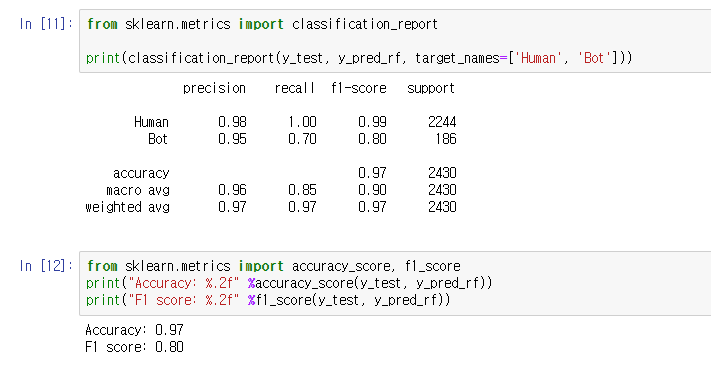 In [11]: from sklearn.metrics import classification_report
print(classification_report(y_test, y_pred_rf, target_names=['Human', 'Bot']))
precision recall f1-score support
Human 0.98 1.00 0.99 2244
Bot 0.95 0.70 0.80 186
accuracy 0.97 2430
macro avg 0.96 0.85 0.90 2430
weighted avg 0.97 0.97 0.97 2430
In [12]: from sklearn.metrics import accuracy_score, f1_score
print("Accuracy: %.2f" %accuracy_score(y_test, y_pred_rf))
print("F1 score: %.2f" %f1_score(y_test, y_pred_rf))
Accuracy: 0.97
F1 score: 0.80